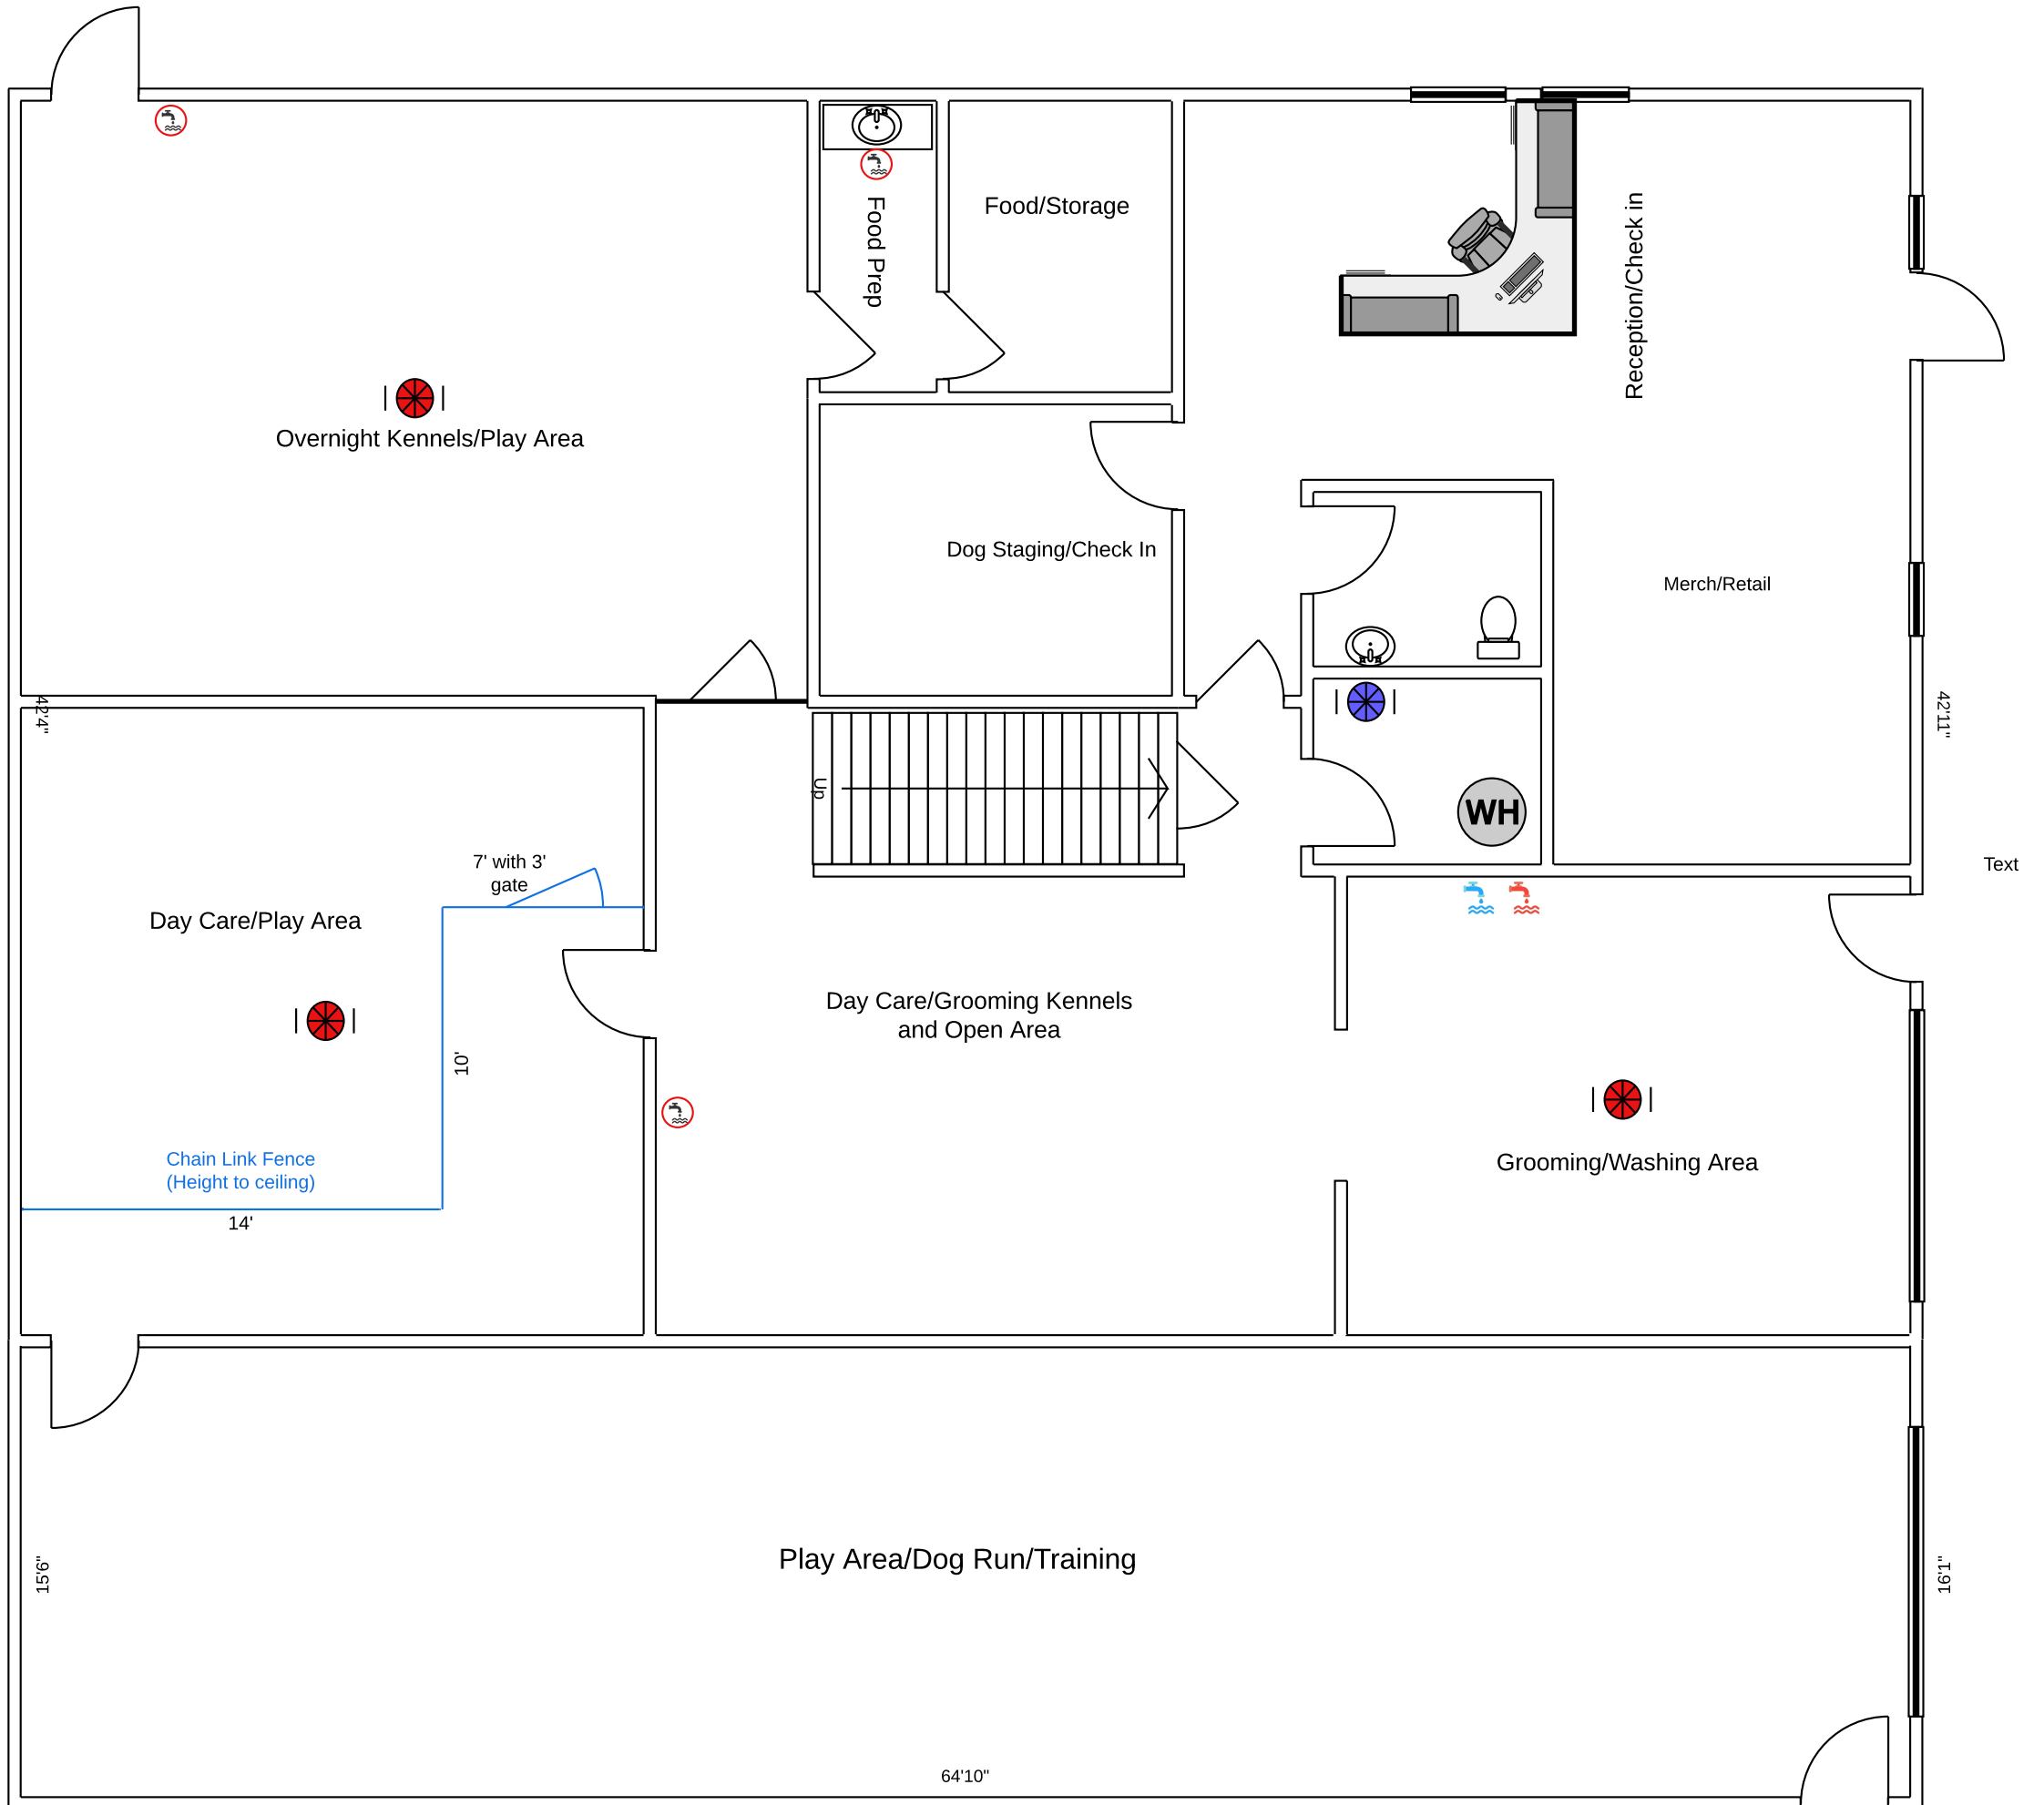 Food/Storage
Food Prep
Reception/Check in
Overnight Kennels/Play Area
Dog Staging/Check In
Merch/Retail
42'4"
42'11"
Up
WH
7' with 3'
gate
Text
Day Care/Play Area
Day Care/Grooming Kennels
and Open Area
10'
Chain Link Fence
(Height to ceiling)
Grooming/Washing Area
14'
Play Area/Dog Run/Training
15'6"
16'1"
64'10"